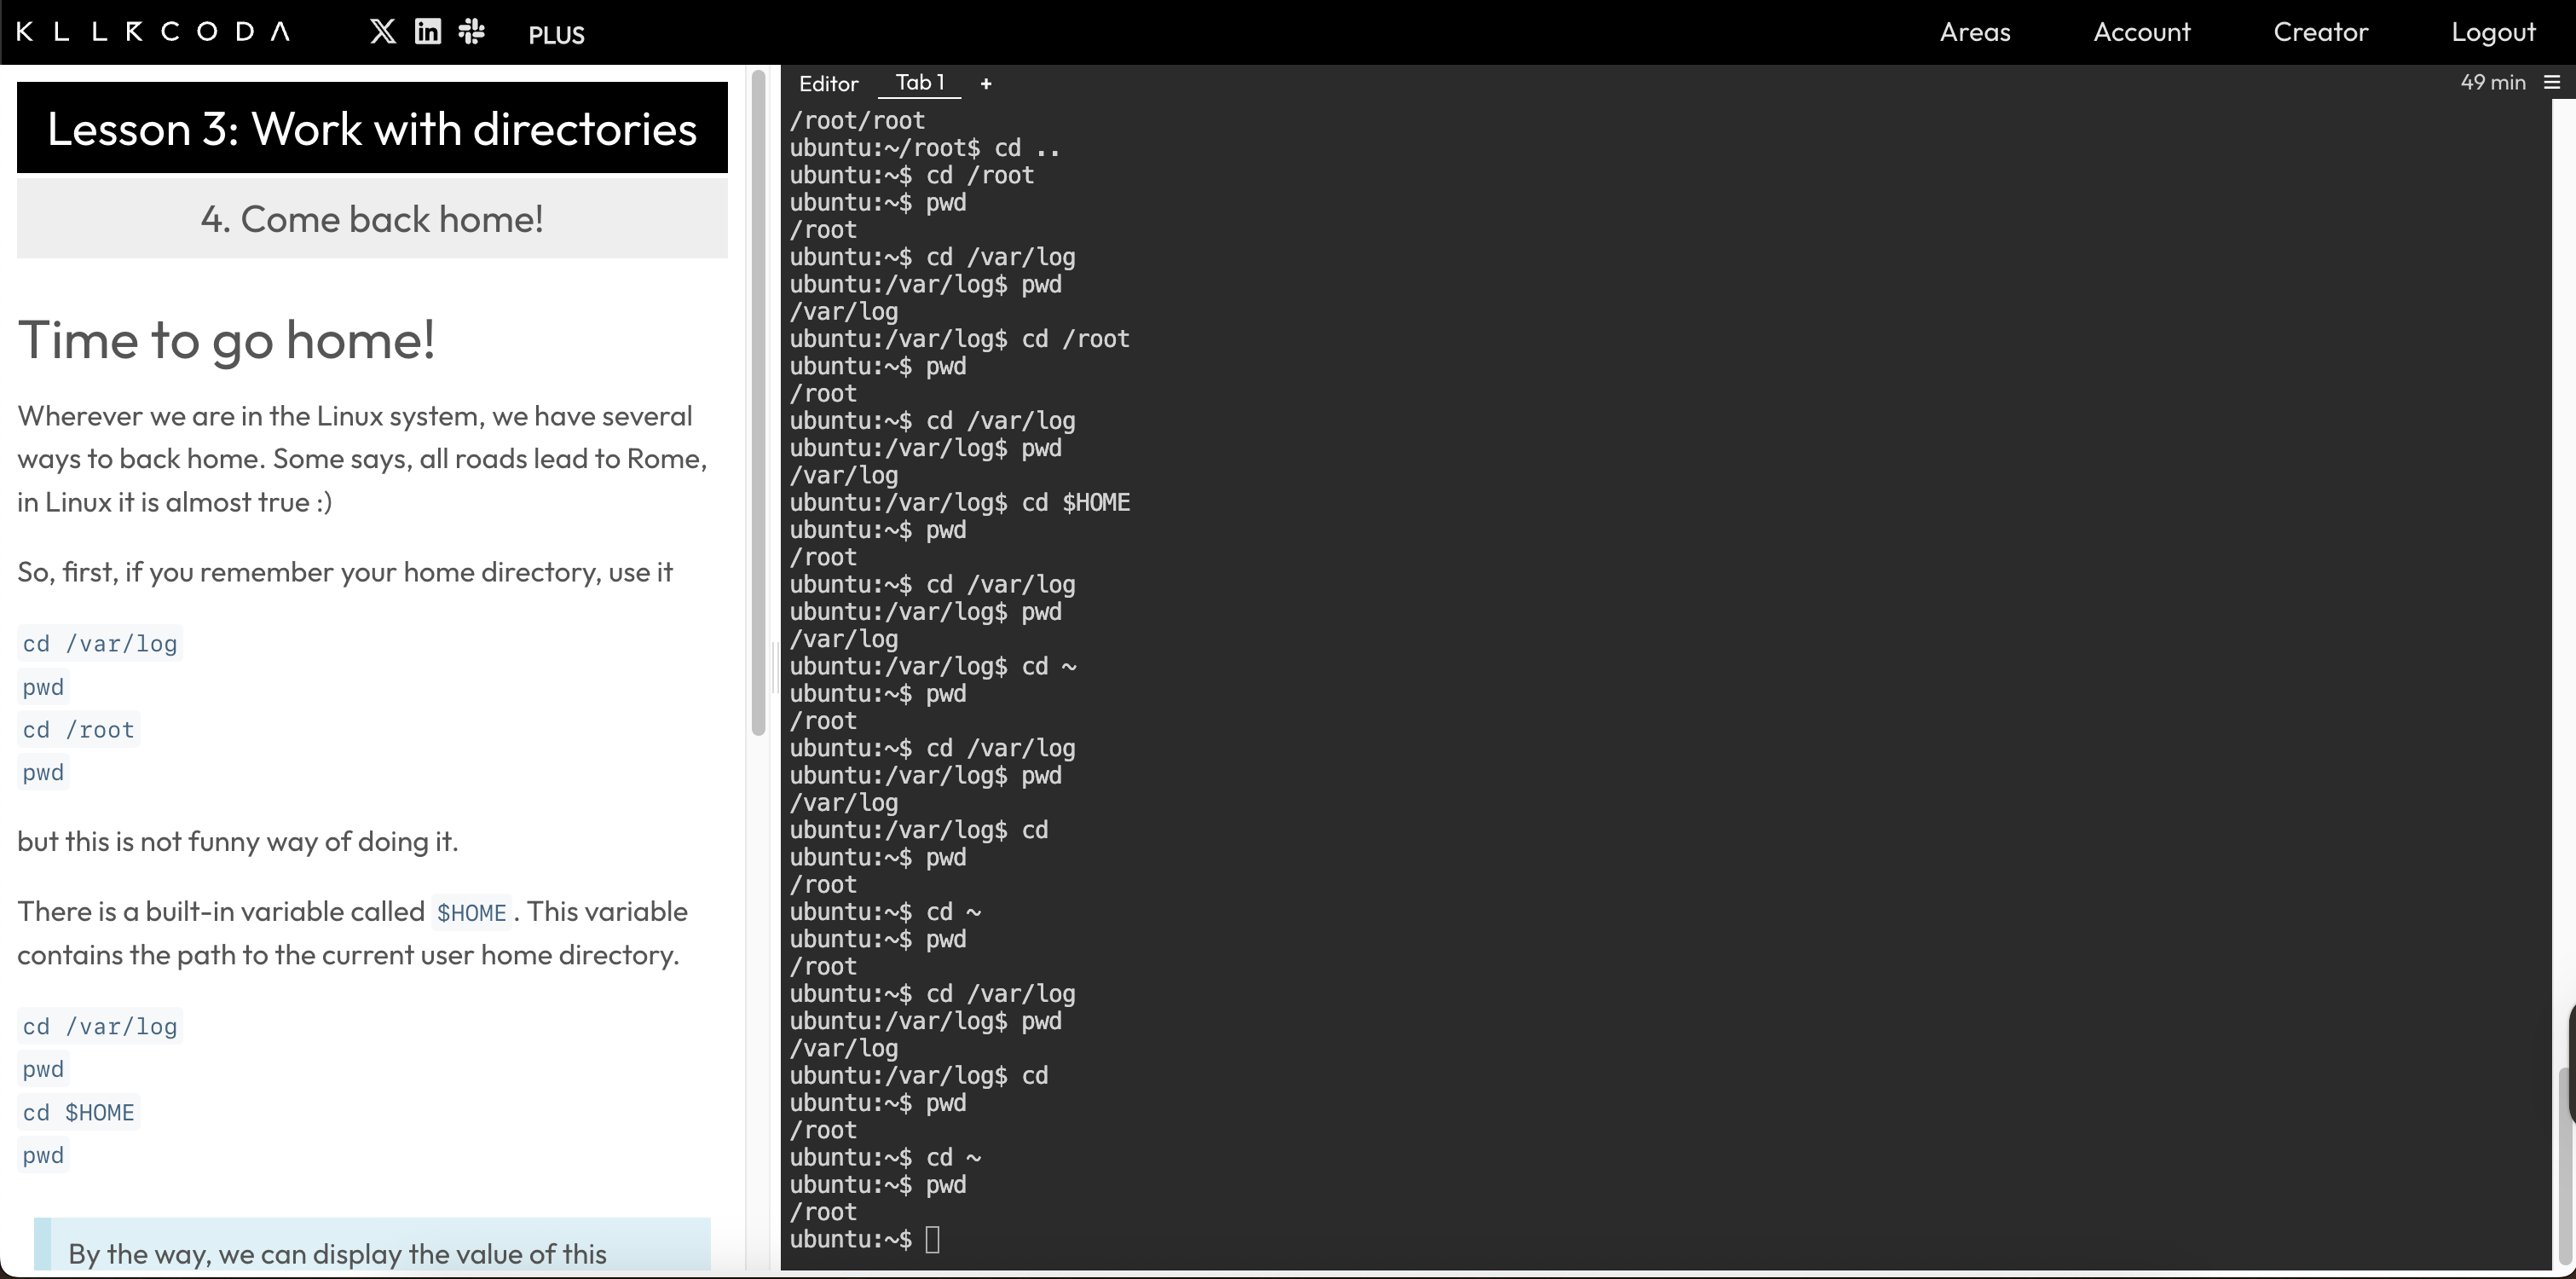 KILLERCODA
PLUS
Areas
Account
Creator
Logout
Lesson 3: Work with directories
4. Come back home!
Time to go home!
Wherever we are in the Linux system, we have several
ways to back home. Some says, all roads lead to Rome,
in Linux it is almost true :)
So, first, if you remember your home directory, use it
cd /var/log
pwd
cd /root
pwd
but this is not funny way of doing it.
There is a built-in variable called $HOME. This variable
contains the path to the current user home directory.
cd /var/log
pwd
cd $HOME
pwd
By the way, we can display the value of this
Editor
Tab 1
+
49 min
/root/root
ubuntu:~/root$ cd ..
ubuntu:~$ cd /root
ubuntu:~$ pwd
/root
ubuntu:~$ cd /var/log
ubuntu:/var/log$ pwd
/var/log
ubuntu:/var/log$ cd /root
ubuntu:~$ pwd
/root
ubuntu:~$ cd /var/log
ubuntu:/var/log$ pwd
/var/log
ubuntu:/var/log$ cd $HOME
ubuntu:~$ pwd
/root
ubuntu:~$ cd /var/log
ubuntu:/var/log$ pwd
/var/log
ubuntu:/var/log$ cd ~
ubuntu:~$ pwd
/root
ubuntu:~$ cd /var/log
ubuntu:/var/log$ pwd
/var/log
ubuntu:/var/log$ cd
ubuntu:~$ pwd
/root
ubuntu:~$ cd ~
ubuntu:~$ pwd
/root
ubuntu:~$ cd /var/log
ubuntu:/var/log$ pwd
/var/log
ubuntu:/var/log$ cd
ubuntu:~$ pwd
/root
ubuntu:~$ cd ~
ubuntu:~$ pwd
/root
ubuntu:~$